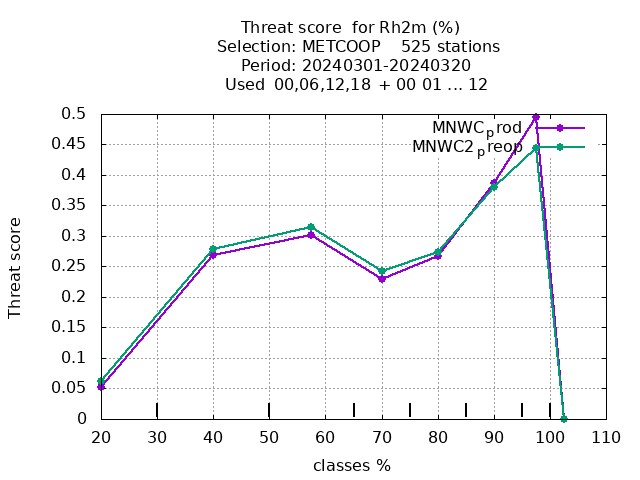 Threat score  for Rh2m (%)
Selection: METCOOP    525 stations
Period: 20240301-20240320
Used  00,06,12,18 + 00 01 ... 12
MNWC_prod
MNWC2_preop
Threat score
0.5
0.45
0.4
0.35
0.3
0.25
0.2
0.15
0.1
0.05
0
20 30 40 50 60 70 80 90 100 110
classes %